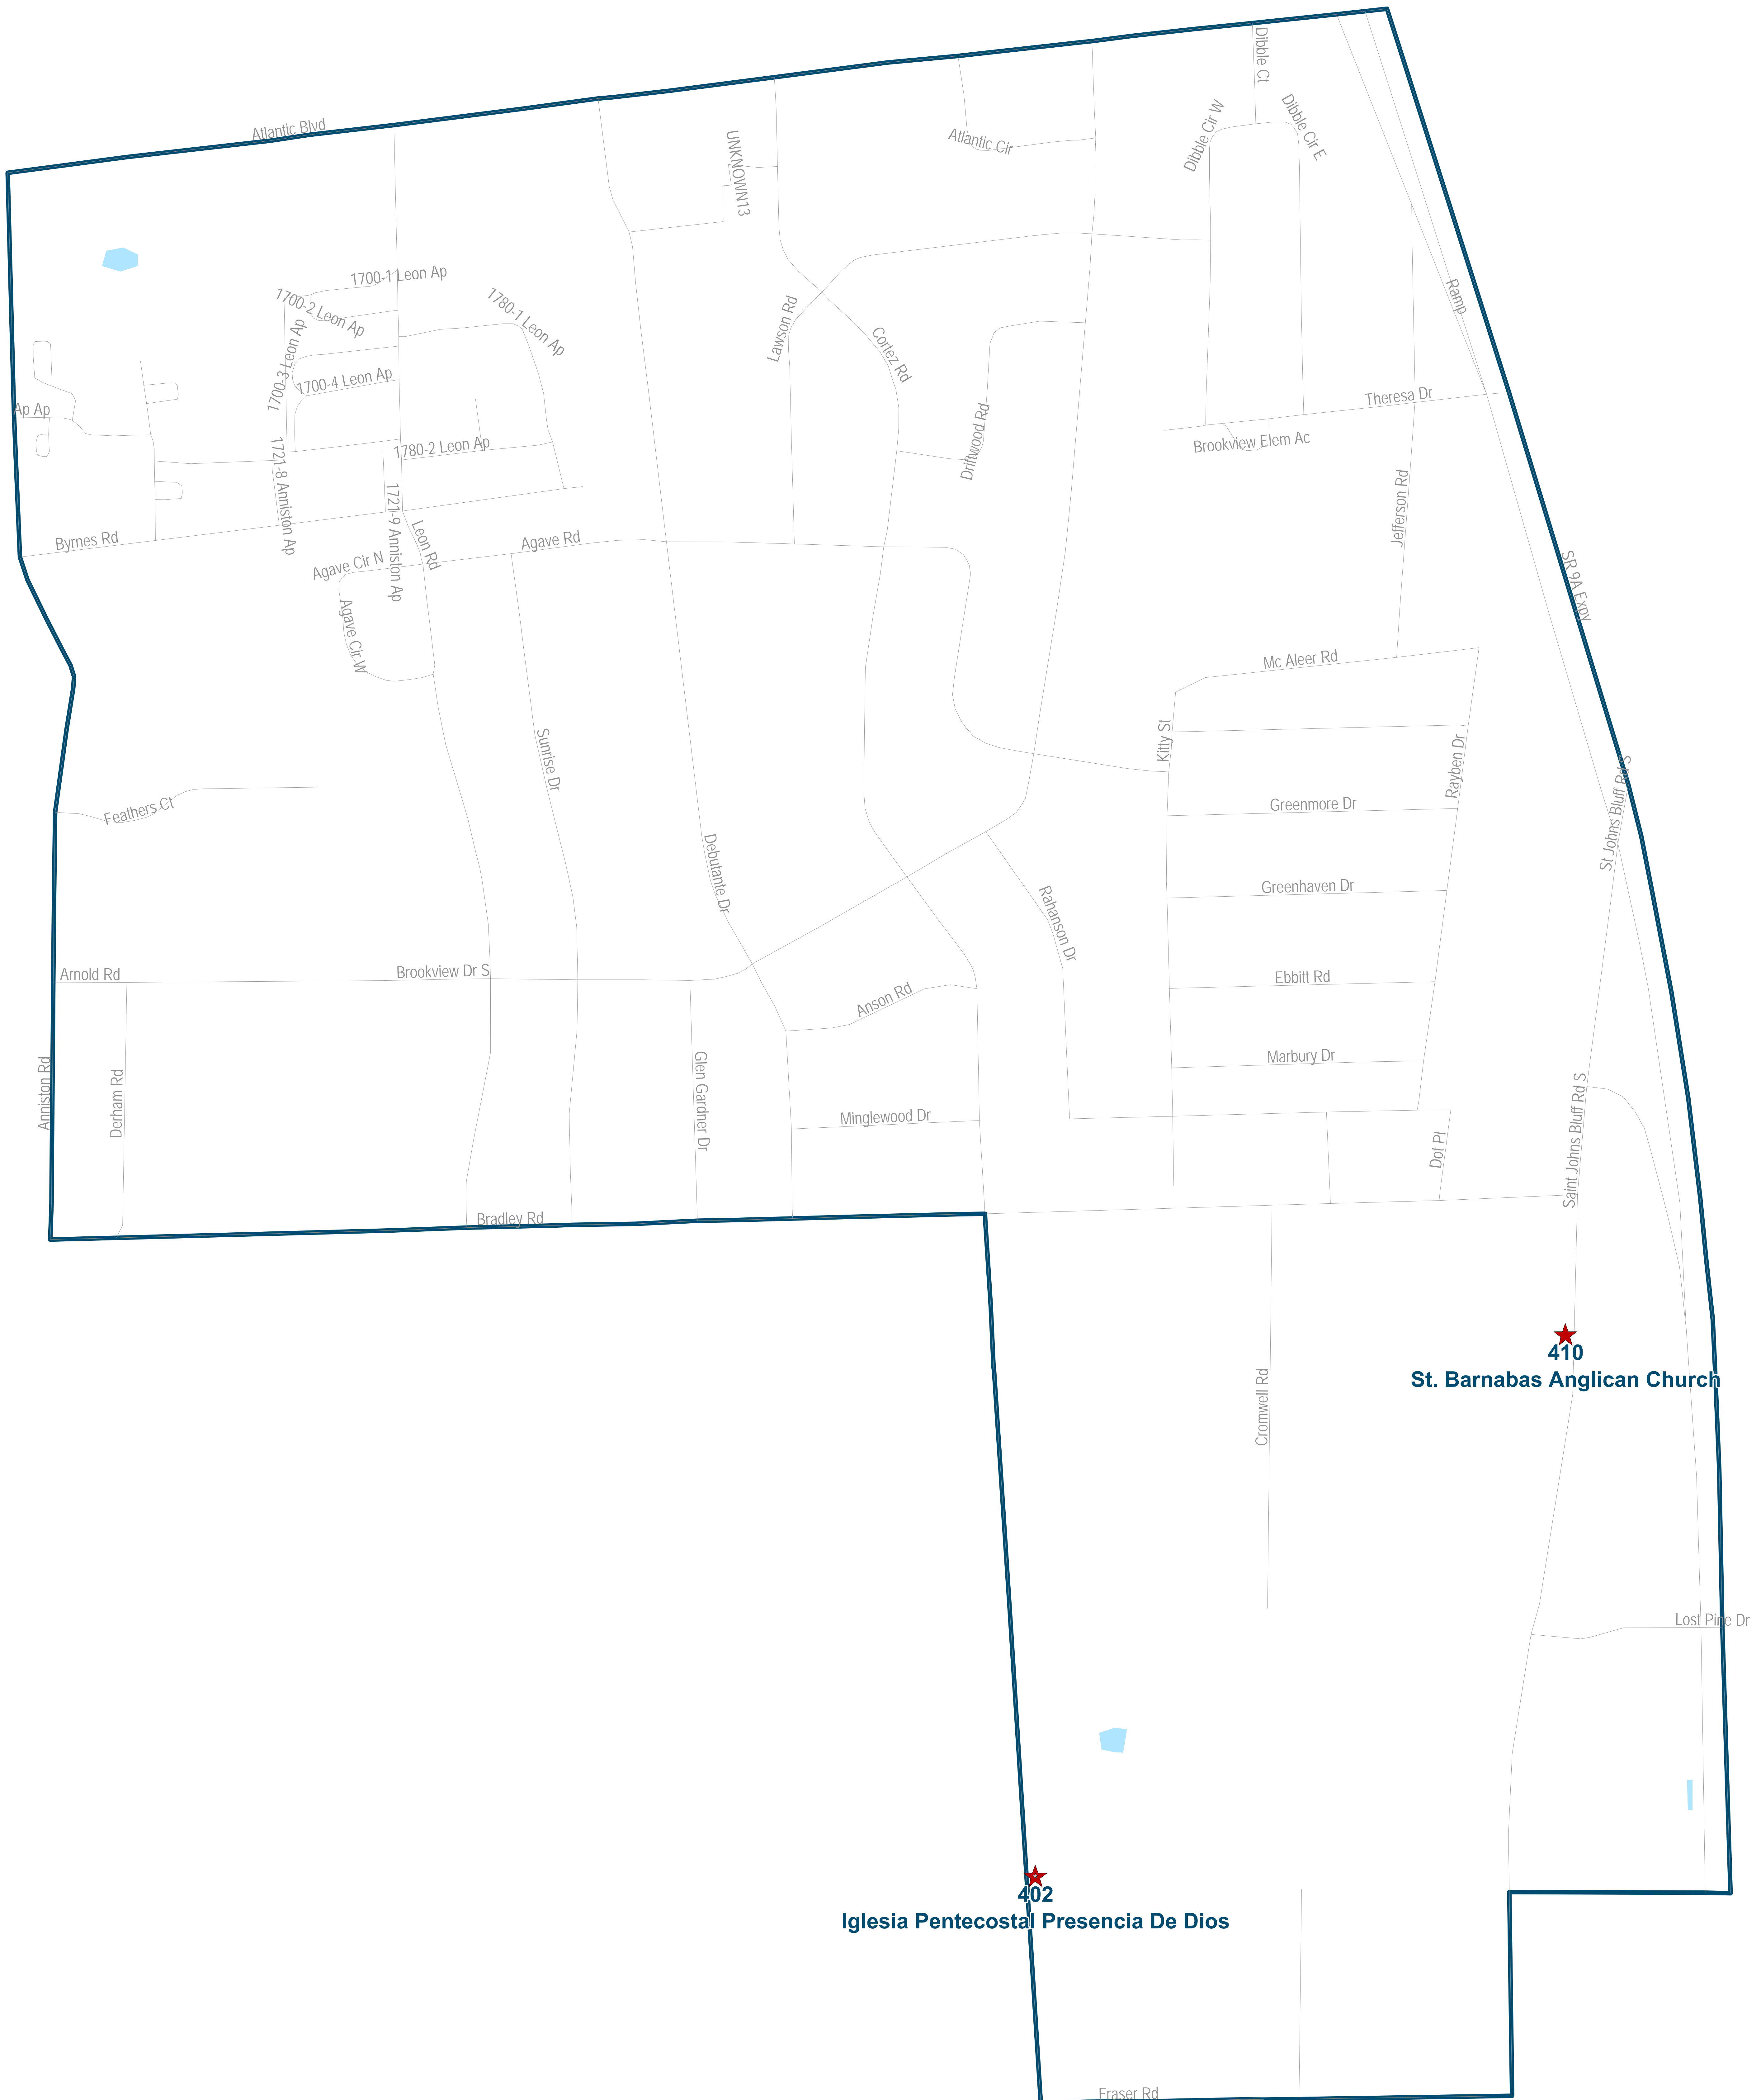 Dibble Ct
Atlantic Blvd
UNKNOWN13
Atlantic Cir
Dibble Cir W
Dibble Cir E
1700-1 Leon Ap
1700-2 Leon Ap
1780-1 Leon Ap
Ramp
Lawson Rd
Cortez Rd
1700-3 Leon Ap
1700-4 Leon Ap
Ap Ap
Theresa Dr
Driftwood Rd
Brookview Elem Ac
1780-2 Leon Ap
1721-8 Anniston Ap
1721-9 Anniston Ap
Jefferson Rd
Byrnes Rd
Leon Rd
Agave Rd
Agave Cir N
SR 9A Expy
Agave Cir W
Mc Aleer Rd
Kitty St
Sunrise Dr
Rayben Dr
St Johns Bluff Rd S
Feathers Ct
Greenmore Dr
Debutante Dr
Greenhaven Dr
Rahanson Dr
Arnold Rd
Brookview Dr S
Ebbitt Rd
Anson Rd
Marbury Dr
Anniston Rd
Derham Rd
Glen Gardner Dr
Minglewood Dr
Dot Pl
Saint Johns Bluff Rd S
Bradley Rd
410
St. Barnabas Anglican Church
Cromwell Rd
Lost Pine Dr
402
Iglesia Pentecostal Presencia De Dios
Fraser Rd